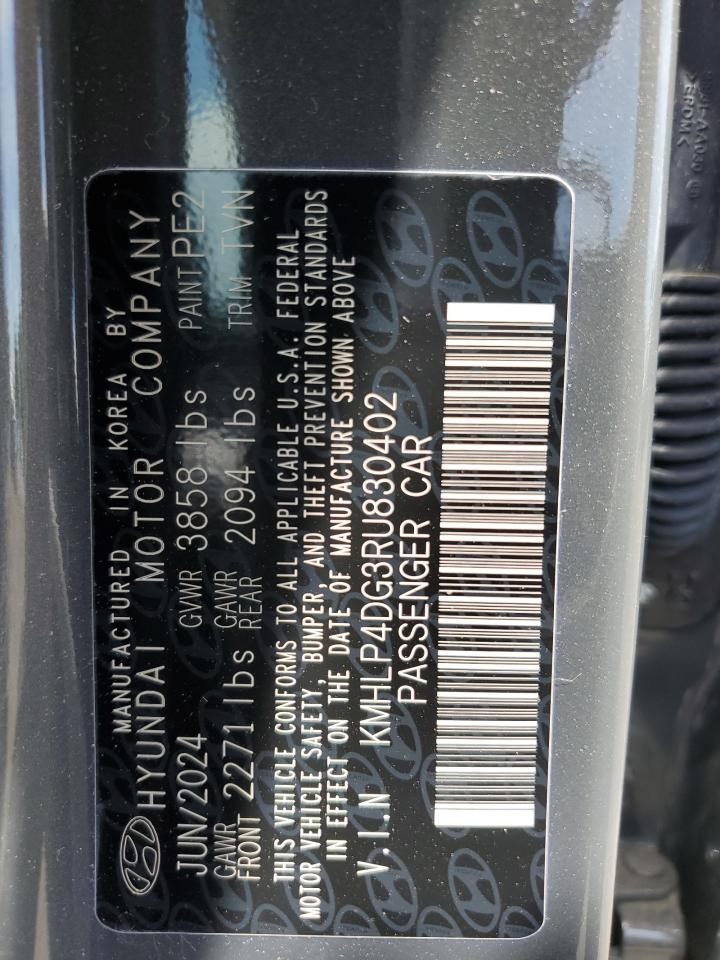 MANUFACTURED IN KOREA BY
HYUNDAI MOTOR COMPANY
JUN/2024 GVWR 3858 lbs PAINT PE2
GAWR FRONT 2271 lbs GAWR REAR 2094 lbs TRIM TVN
THIS VEHICLE CONFORMS TO ALL APPLICABLE U.S.A. FEDERAL
MOTOR VEHICLE SAFETY, BUMPER, AND THEFT PREVENTION STANDARDS
IN EFFECT ON THE DATE OF MANUFACTURE SHOWN ABOVE
V.I.N KMHLP4DG3RU830402
PASSENGER CAR